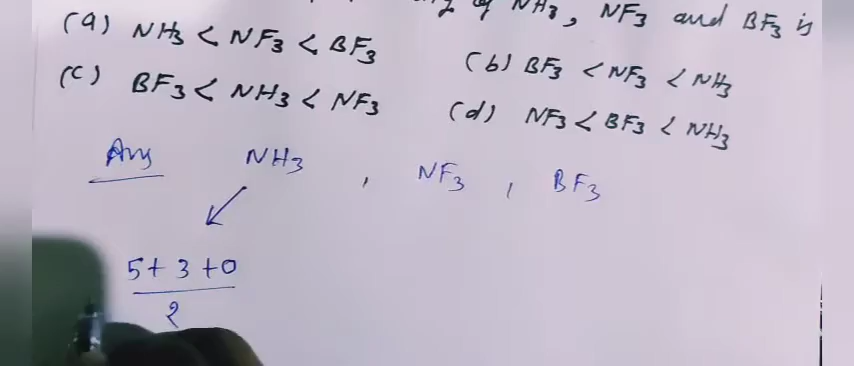 of NH3, NF3 and BF3 is
(a) NH3 < NF3 < BF3
(b) BF3 < NF3 < NH3
(c) BF3 < NH3 < NF3
(d) NF3 < BF3 < NH3
Ans NH3 , NF3 , BF3
5+3+0
2